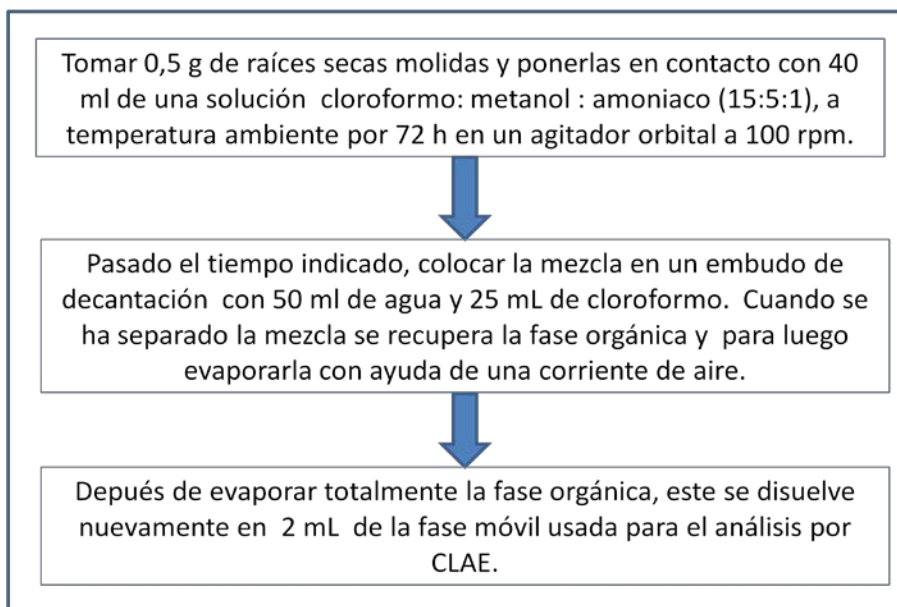 Tomar 0,5 g de raíces secas molidas y ponerlas en contacto con 40
ml de una solución cloroformo: metanol : amoniaco (15:5:1), a
temperatura ambiente por 72 h en un agitador orbital a 100 rpm.
Pasado el tiempo indicado, colocar la mezcla en un embudo de
decantación con 50 ml de agua y 25 mL de cloroformo. Cuando se
ha separado la mezcla se recupera la fase orgánica y para luego
evaporarla con ayuda de una corriente de aire.
Depués de evaporar totalmente la fase orgánica, este se disuelve
nuevamente en 2 mL de la fase móvil usada para el análisis por
CLAE.